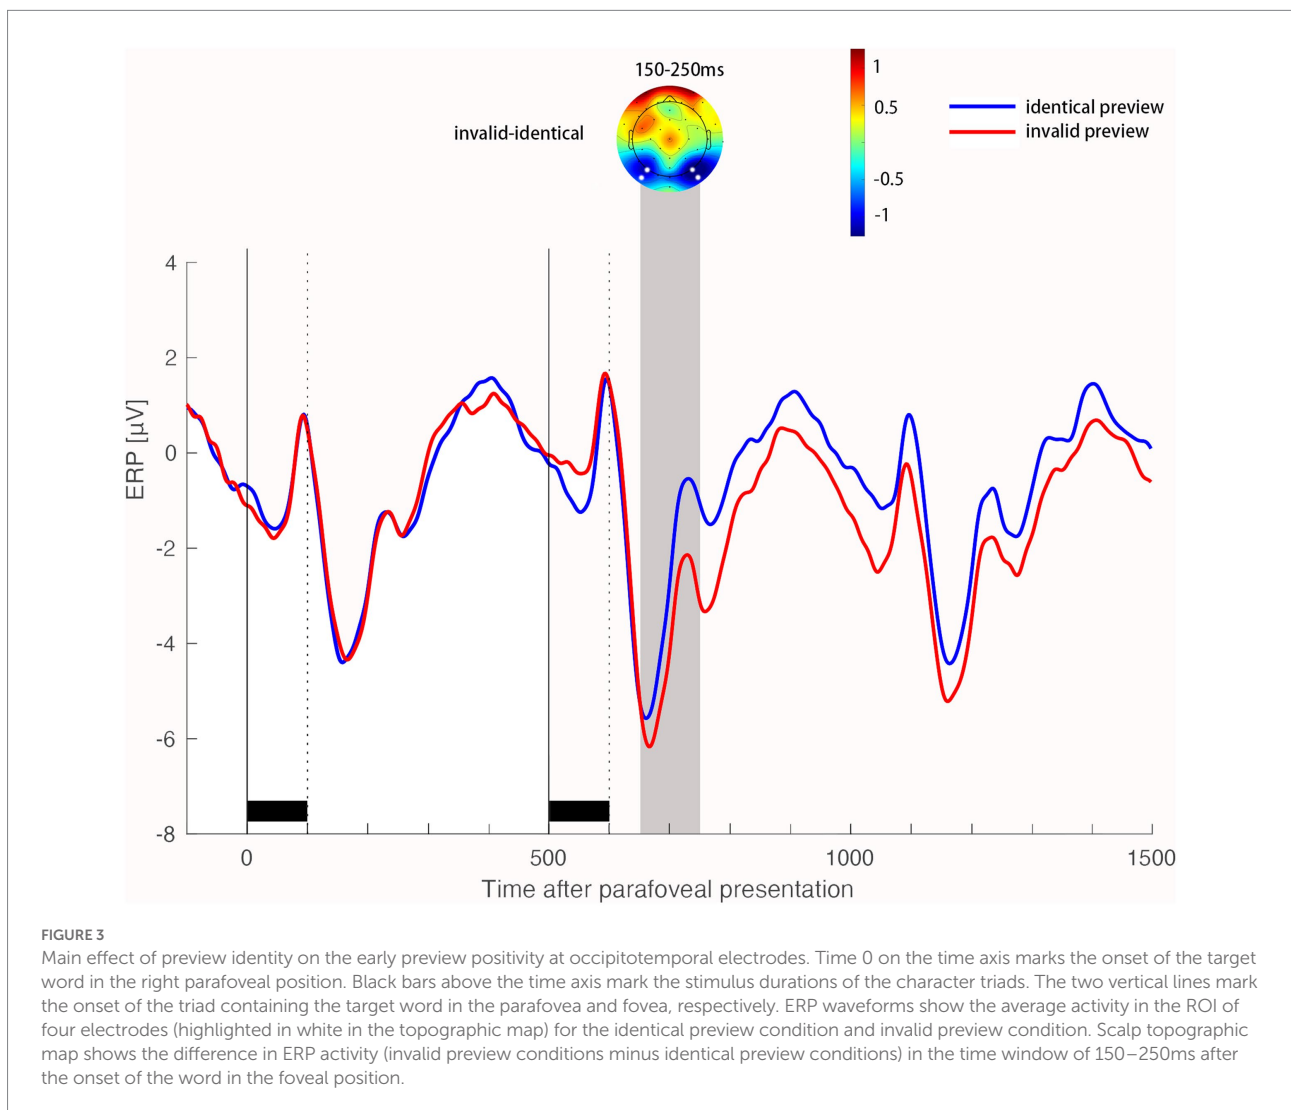 150-250ms
invalid-identical
1
0.5
-0.5
-1
identical preview
invalid preview
4
2
0
-2
-4
-6
-8
ERP [µV]
0
500
1000
1500
Time after parafoveal presentation
FIGURE 3
Main effect of preview identity on the early preview positivity at occipitotemporal electrodes. Time 0 on the time axis marks the onset of the target
word in the right parafoveal position. Black bars above the time axis mark the stimulus durations of the character triads. The two vertical lines mark
the onset of the triad containing the target word in the parafovea and fovea, respectively. ERP waveforms show the average activity in the ROI of
four electrodes (highlighted in white in the topographic map) for the identical preview condition and invalid preview condition. Scalp topographic
map shows the difference in ERP activity (invalid preview conditions minus identical preview conditions) in the time window of 150–250ms after
the onset of the word in the foveal position.